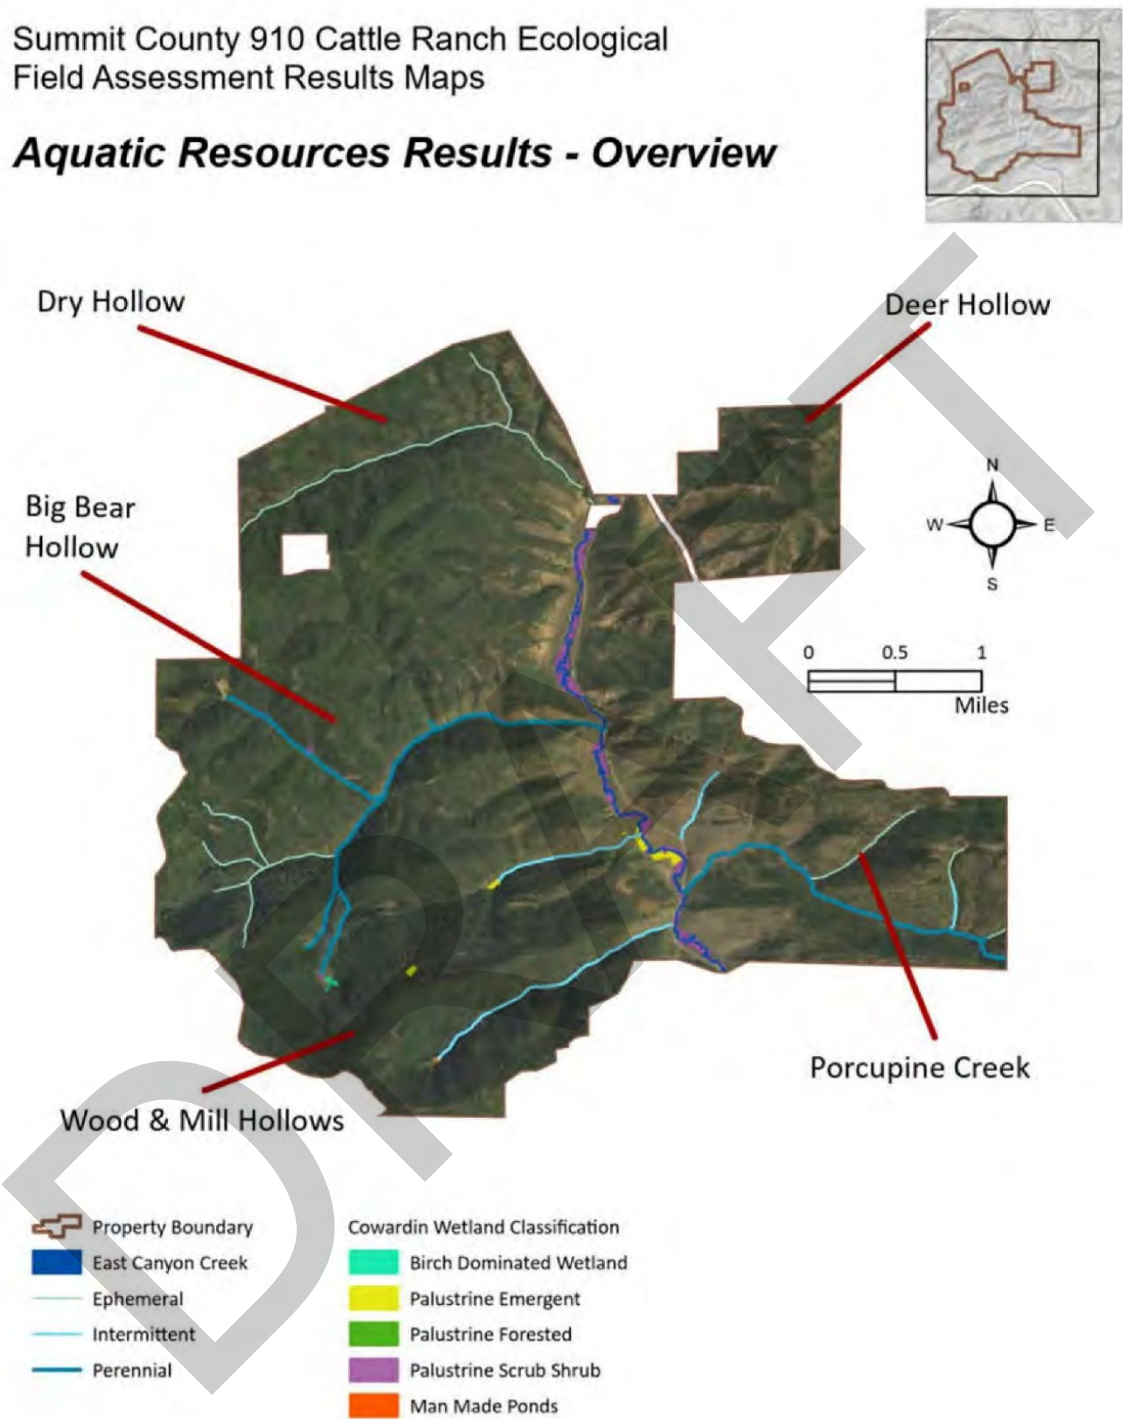 Summit County 910 Cattle Ranch Ecological
Field Assessment Results Maps
Aquatic Resources Results - Overview
Dry Hollow
Deer Hollow
Big Bear
Hollow
N
W E
S
0 0.5 1
Miles
Porcupine Creek
Wood & Mill Hollows
DRAFT
Property Boundary
East Canyon Creek
Ephemeral
Intermittent
Perennial
Cowardin Wetland Classification
Birch Dominated Wetland
Palustrine Emergent
Palustrine Forested
Palustrine Scrub Shrub
Man Made Ponds